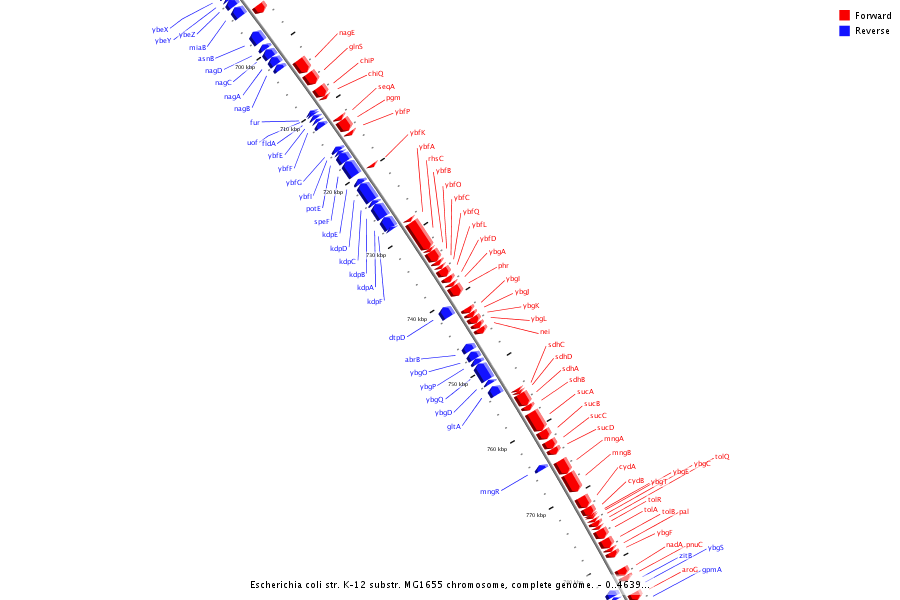 Forward
Reverse
ybeX
ybeY
ybeZ
miaB
asnB
nagD
nagC
nagA
nagB
fur
uof
fldA
ybfE
ybfF
ybfG
ybfI
potE
speF
kdpE
kdpD
kdpC
kdpB
kdpA
kdpF
dtpD
abrB
ybgO
ybgP
ybgQ
ybgD
gltA
mngR
700 kbp
710 kbp
720 kbp
730 kbp
740 kbp
750 kbp
760 kbp
770 kbp
nagE
glnS
chiP
chiQ
seqA
pgm
ybfP
ybfK
ybfA
rhsC
ybfB
ybfO
ybfC
ybfQ
ybfL
ybfD
ybgA
phr
ybgI
ybgJ
ybgK
ybgL
nei
sdhC
sdhD
sdhA
sdhB
sucA
sucB
sucC
sucD
mngA
mngB
cydA
cydB
ybgT
ybgE
ybgC
tolQ
tolR
tolA
tolB
pal
ybgF
nadA
pnuC
zitB
ybgS
aroG
gpmA
Escherichia coli str. K-12 substr. MG1655 chromosome, complete genome. - 0..4639...